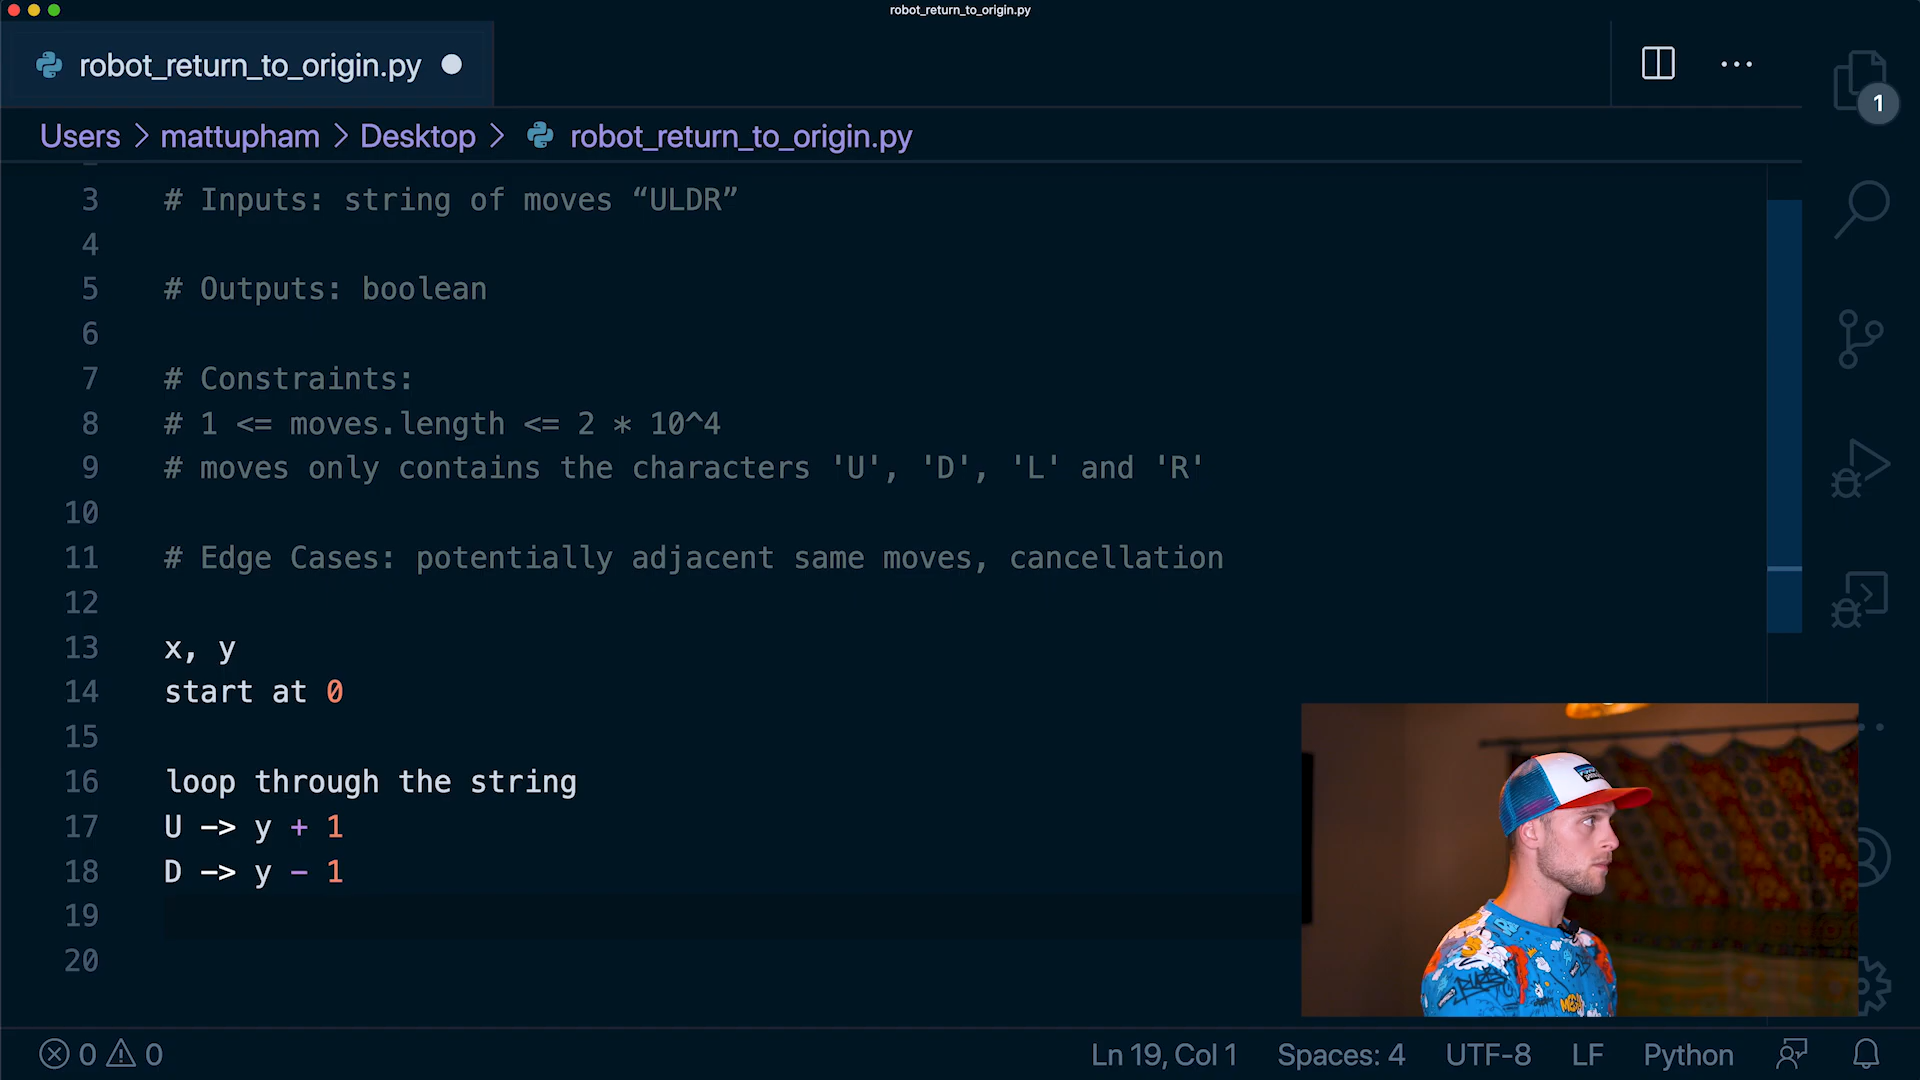 robot_return_to_origin.py
robot_return_to_origin.py
1
Users > mattupham > Desktop > robot_return_to_origin.py
3 # Inputs: string of moves “ULDR”
4
5 # Outputs: boolean
6
7 # Constraints:
8 # 1 <= moves.length <= 2 * 10^4
9 # moves only contains the characters 'U', 'D', 'L' and 'R'
10
11 # Edge Cases: potentially adjacent same moves, cancellation
12
13 x, y
14 start at 0
15
16 loop through the string
17 U -> y + 1
18 D -> y - 1
19
20
0 0 Ln 19, Col 1 Spaces: 4 UTF-8 LF Python